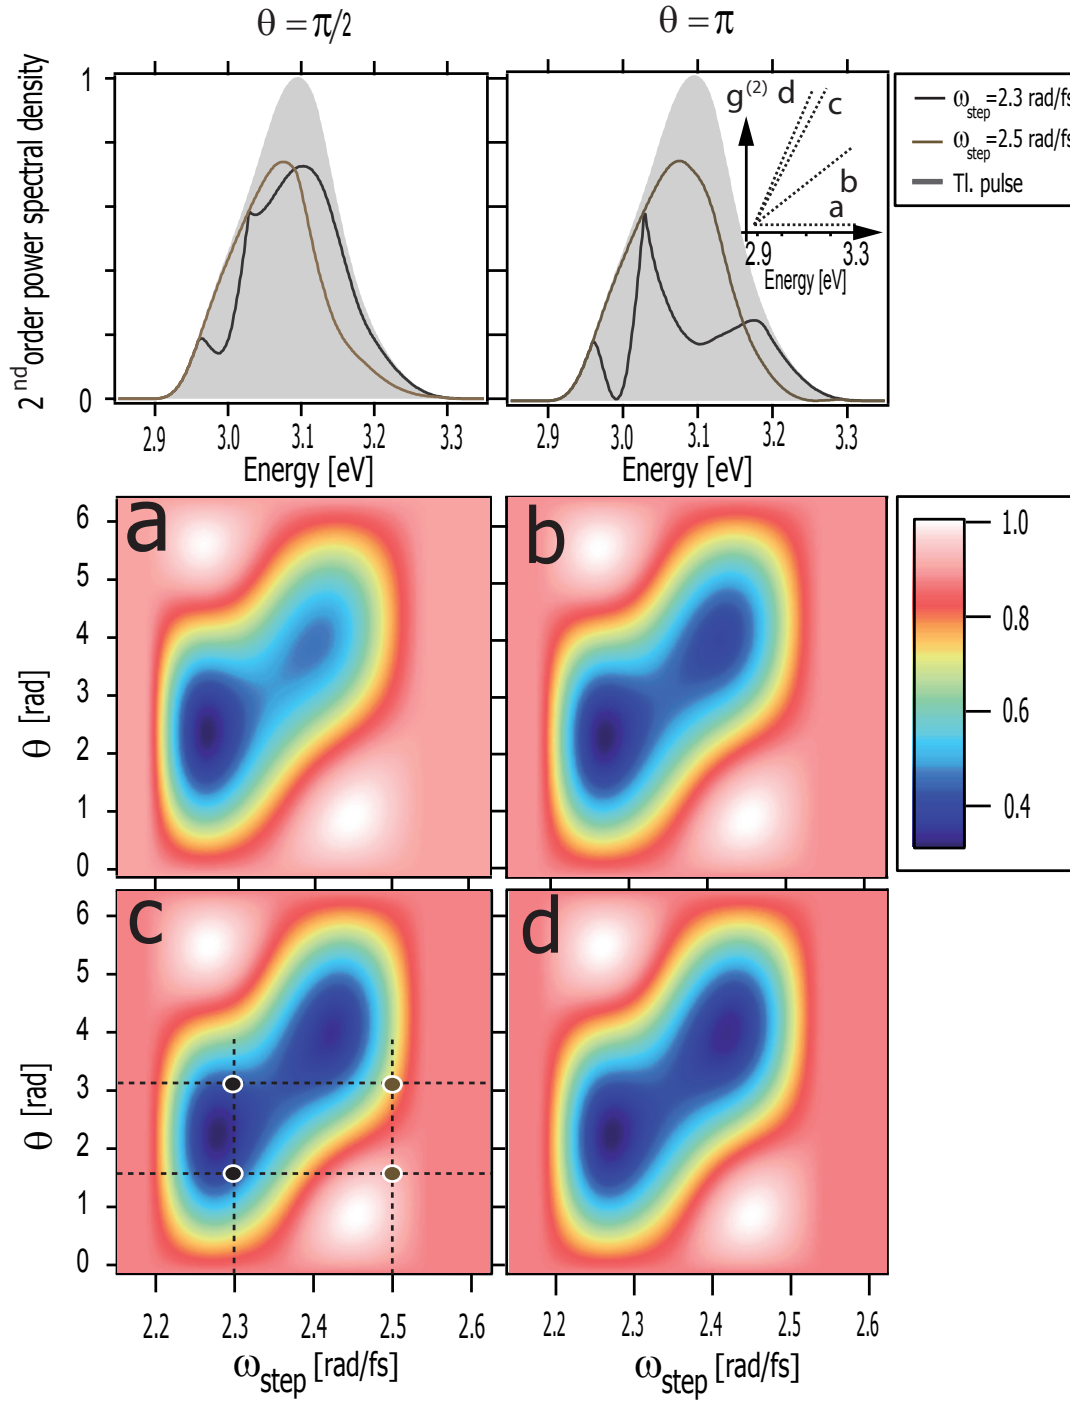 θ = π/2
θ = π
2nd order power spectral density
1
0
2.9 3.0 3.1 3.2 3.3
Energy [eV]
g(2)
d
c
b
a
2.9 3.3
Energy [eV]
0
2.9 3.0 3.1 3.2 3.3
Energy [eV]
ωstep=2.3 rad/fs
ωstep=2.5 rad/fs
Tl. pulse
a
b
θ [rad]
6
5
4
3
2
1
0
1.0
0.8
0.6
0.4
c
d
θ [rad]
6
5
4
3
2
1
0
2.2 2.3 2.4 2.5 2.6
ωstep [rad/fs]
2.2 2.3 2.4 2.5 2.6
ωstep [rad/fs]